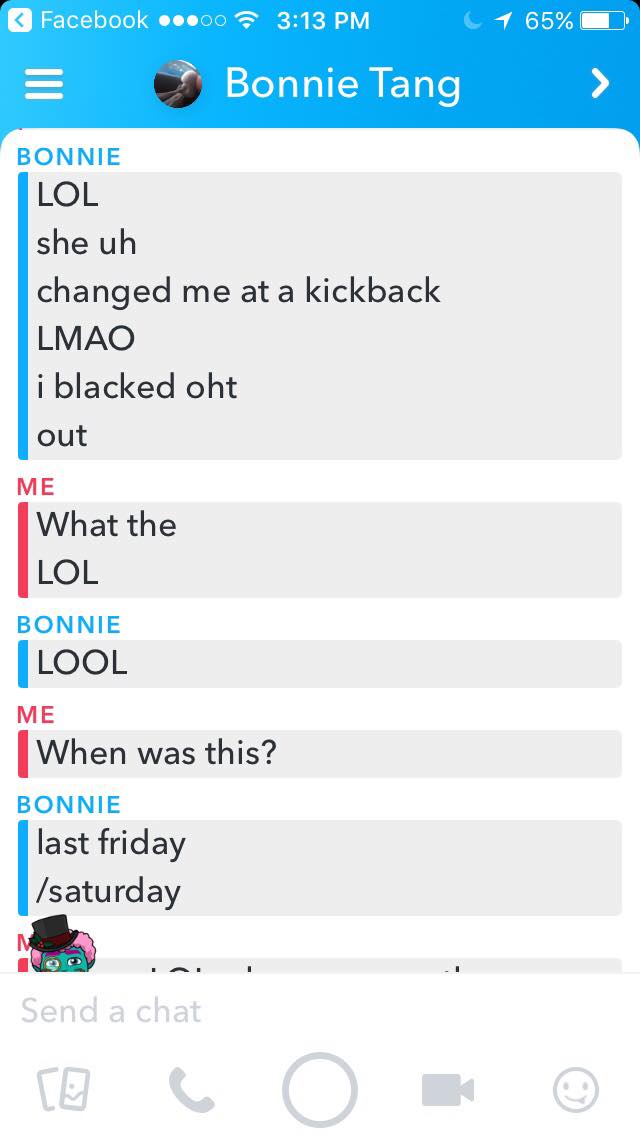 Facebook 3:13 PM 65%
Bonnie Tang
BONNIE
LOL
she uh
changed me at a kickback
LMAO
i blacked oht
out
ME
What the
LOL
BONNIE
LOOL
ME
When was this?
BONNIE
last friday
/saturday
Send a chat